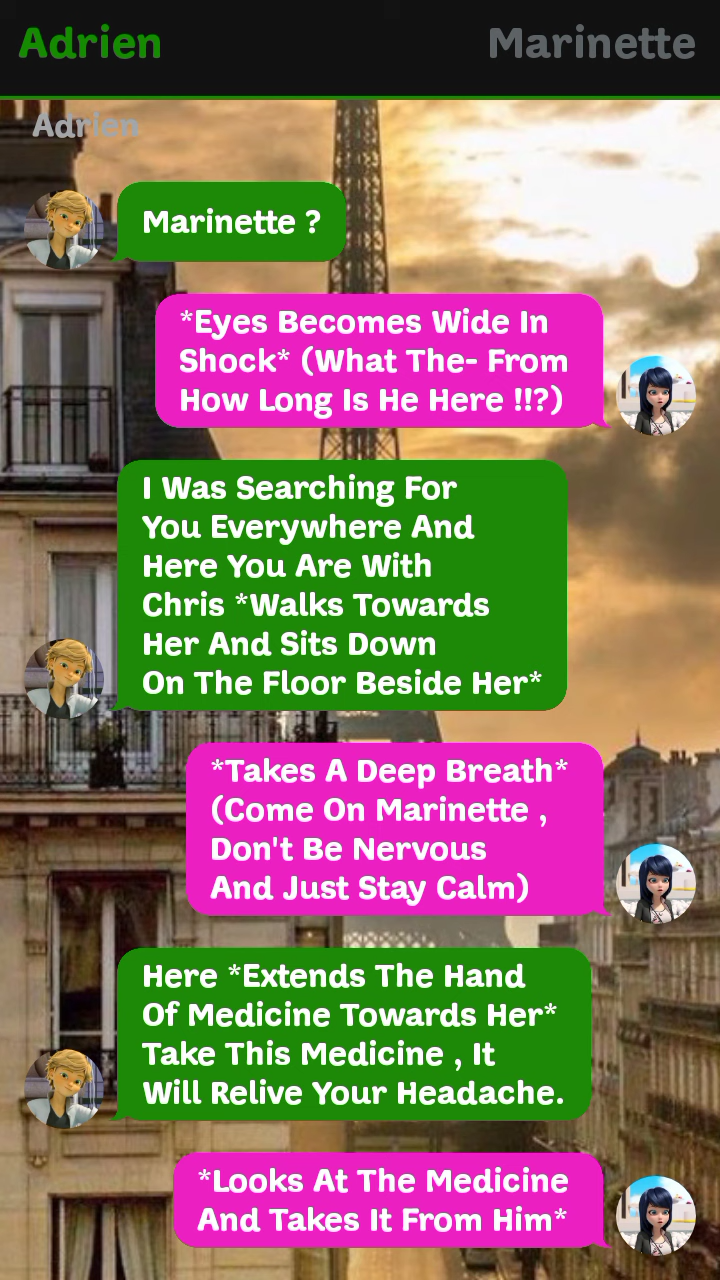 Adrien
Marinette
Adrien
Marinette ?
*Eyes Becomes Wide In
Shock* (What The- From
How Long Is He Here !!?)
I Was Searching For
You Everywhere And
Here You Are With
Chris *Walks Towards
Her And Sits Down
On The Floor Beside Her*
*Takes A Deep Breath*
(Come On Marinette ,
Don't Be Nervous
And Just Stay Calm)
Here *Extends The Hand
Of Medicine Towards Her*
Take This Medicine , It
Will Relive Your Headache.
*Looks At The Medicine
And Takes It From Him*